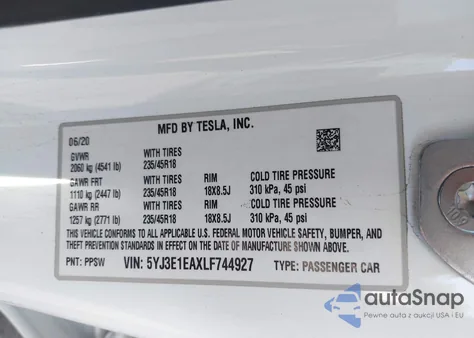 MFD BY TESLA, INC.
06/20
GVWR WITH TIRES
2060 kg (4541 lb) 235/45R18
GAWR FRT WITH TIRES RIM COLD TIRE PRESSURE
1110 kg (2447 lb) 235/45R18 18X8.5J 310 kPa, 45 psi
GAWR RR WITH TIRES RIM COLD TIRE PRESSURE
1257 kg (2771 lb) 235/45R18 18X8.5J 310 kPa, 45 psi
THIS VEHICLE CONFORMS TO ALL APPLICABLE U.S. FEDERAL MOTOR VEHICLE SAFETY, BUMPER, AND
THEFT PREVENTION STANDARDS IN EFFECT ON THE DATE OF MANUFACTURE SHOWN ABOVE.
PNT: PPSW VIN: 5YJ3E1EAXLF744927 TYPE: PASSENGER CAR
autoSnap
Pewne auta z aukcji USA i EU